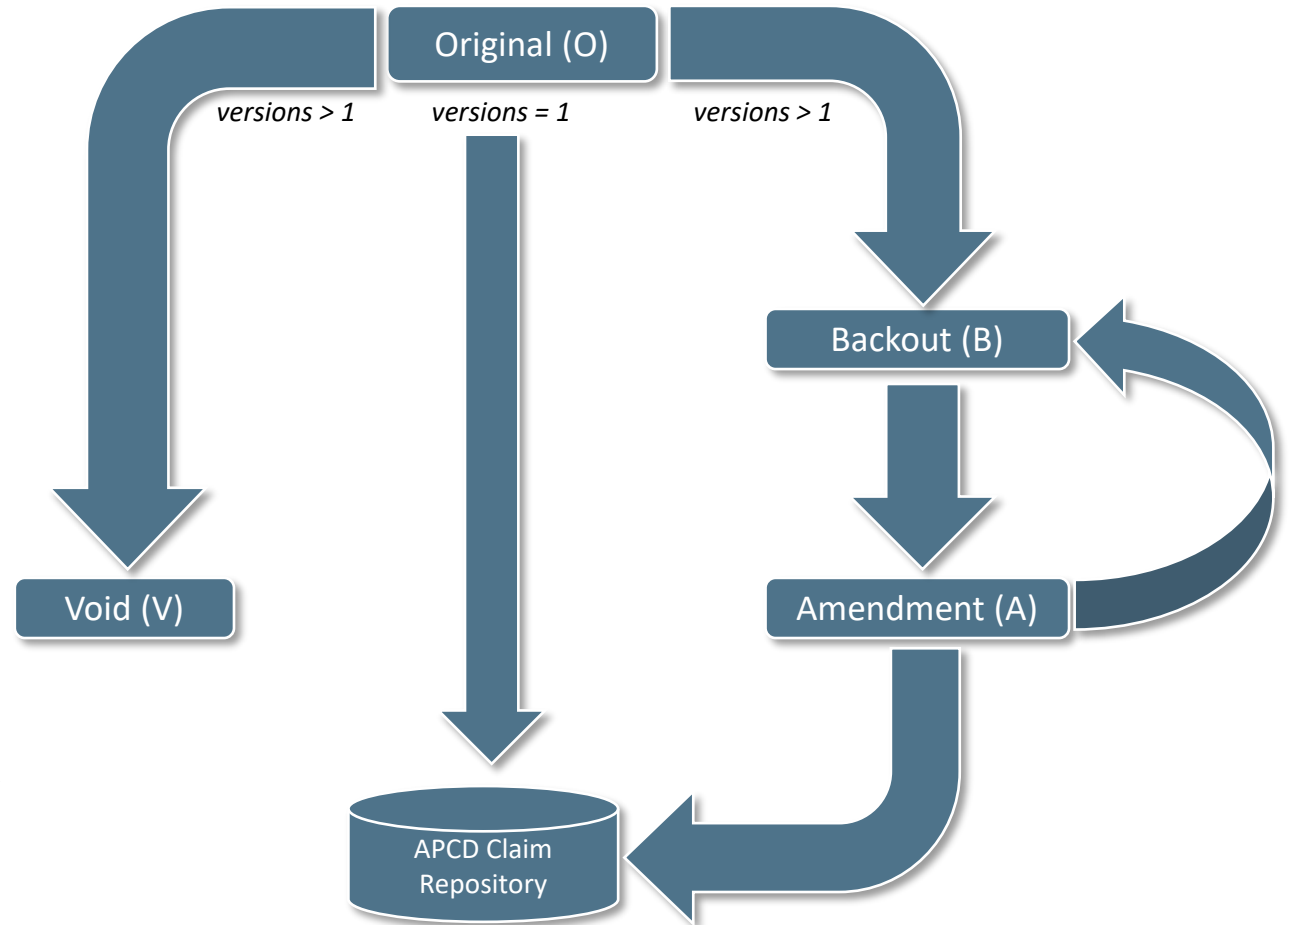 Original (O)
versions > 1
versions = 1
versions > 1
Backout (B)
Void (V)
Amendment (A)
APCD Claim
Repository